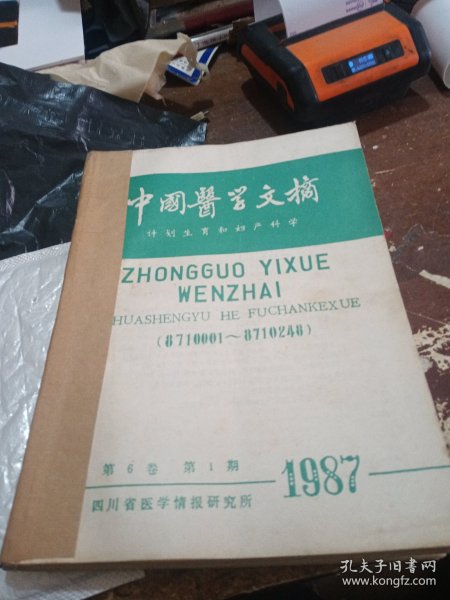 中國醫学文摘
计划生育和妇产科学
ZHONGGUO YIXUE
WENZHAI
HUASHENGYU HE FUCHANKEXUE
(8710001～8710248)
第6卷 第1期
1987
四川省医学情报研究所
孔夫子旧书网
www.kongfz.com